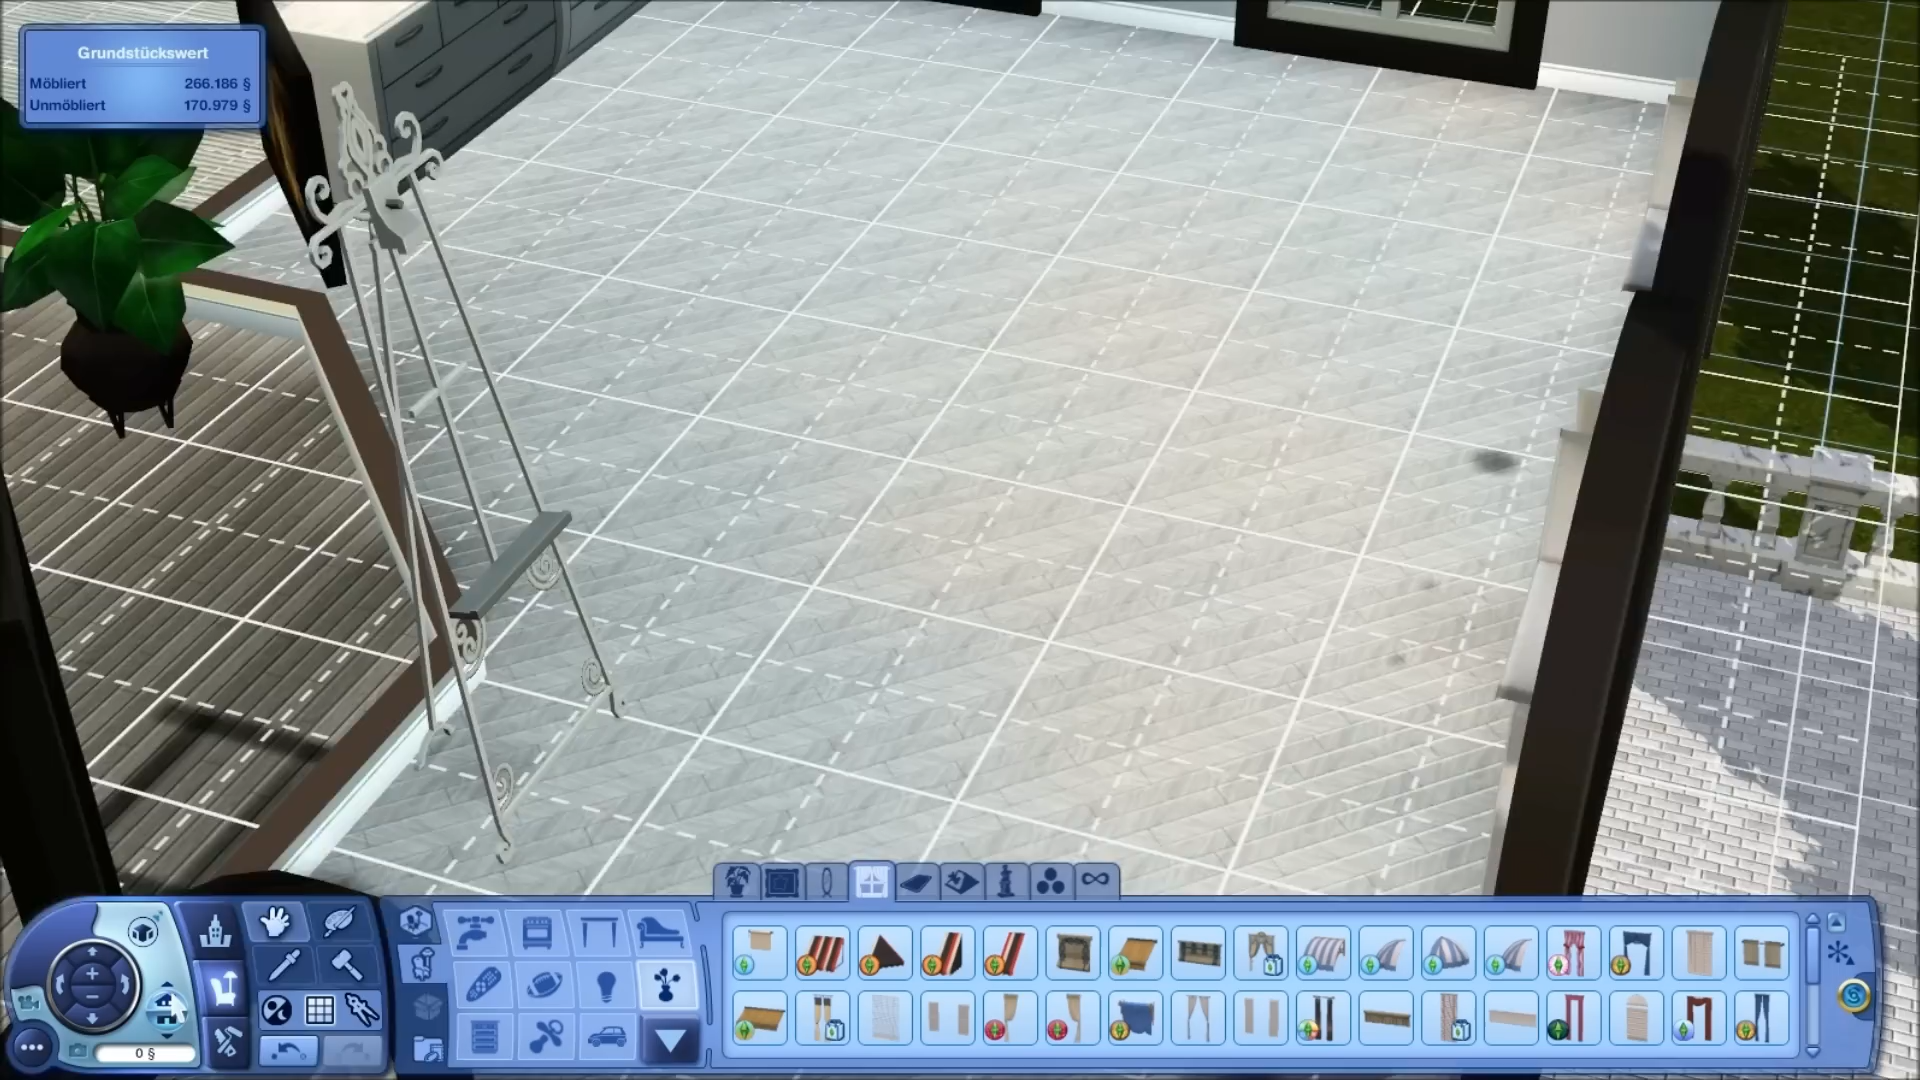 Grundstückswert
Möbliert 266.186 §
Unmöbliert 170.979 §
0 §